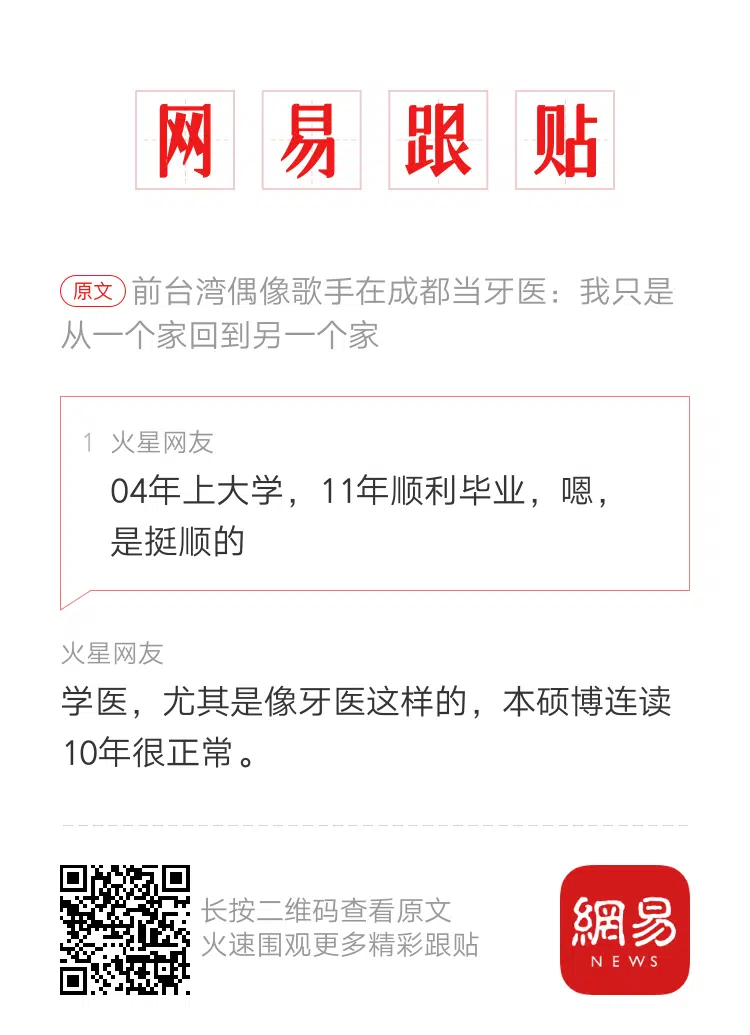 网易跟贴
原文 前台湾偶像歌手在成都当牙医：我只是
从一个家回到另一个家
1 火星网友
04年上大学，11年顺利毕业，嗯，
是挺顺的
火星网友
学医，尤其是像牙医这样的，本硕博连读
10年很正常。
长按二维码查看原文
火速围观更多精彩跟贴
網易
NEWS